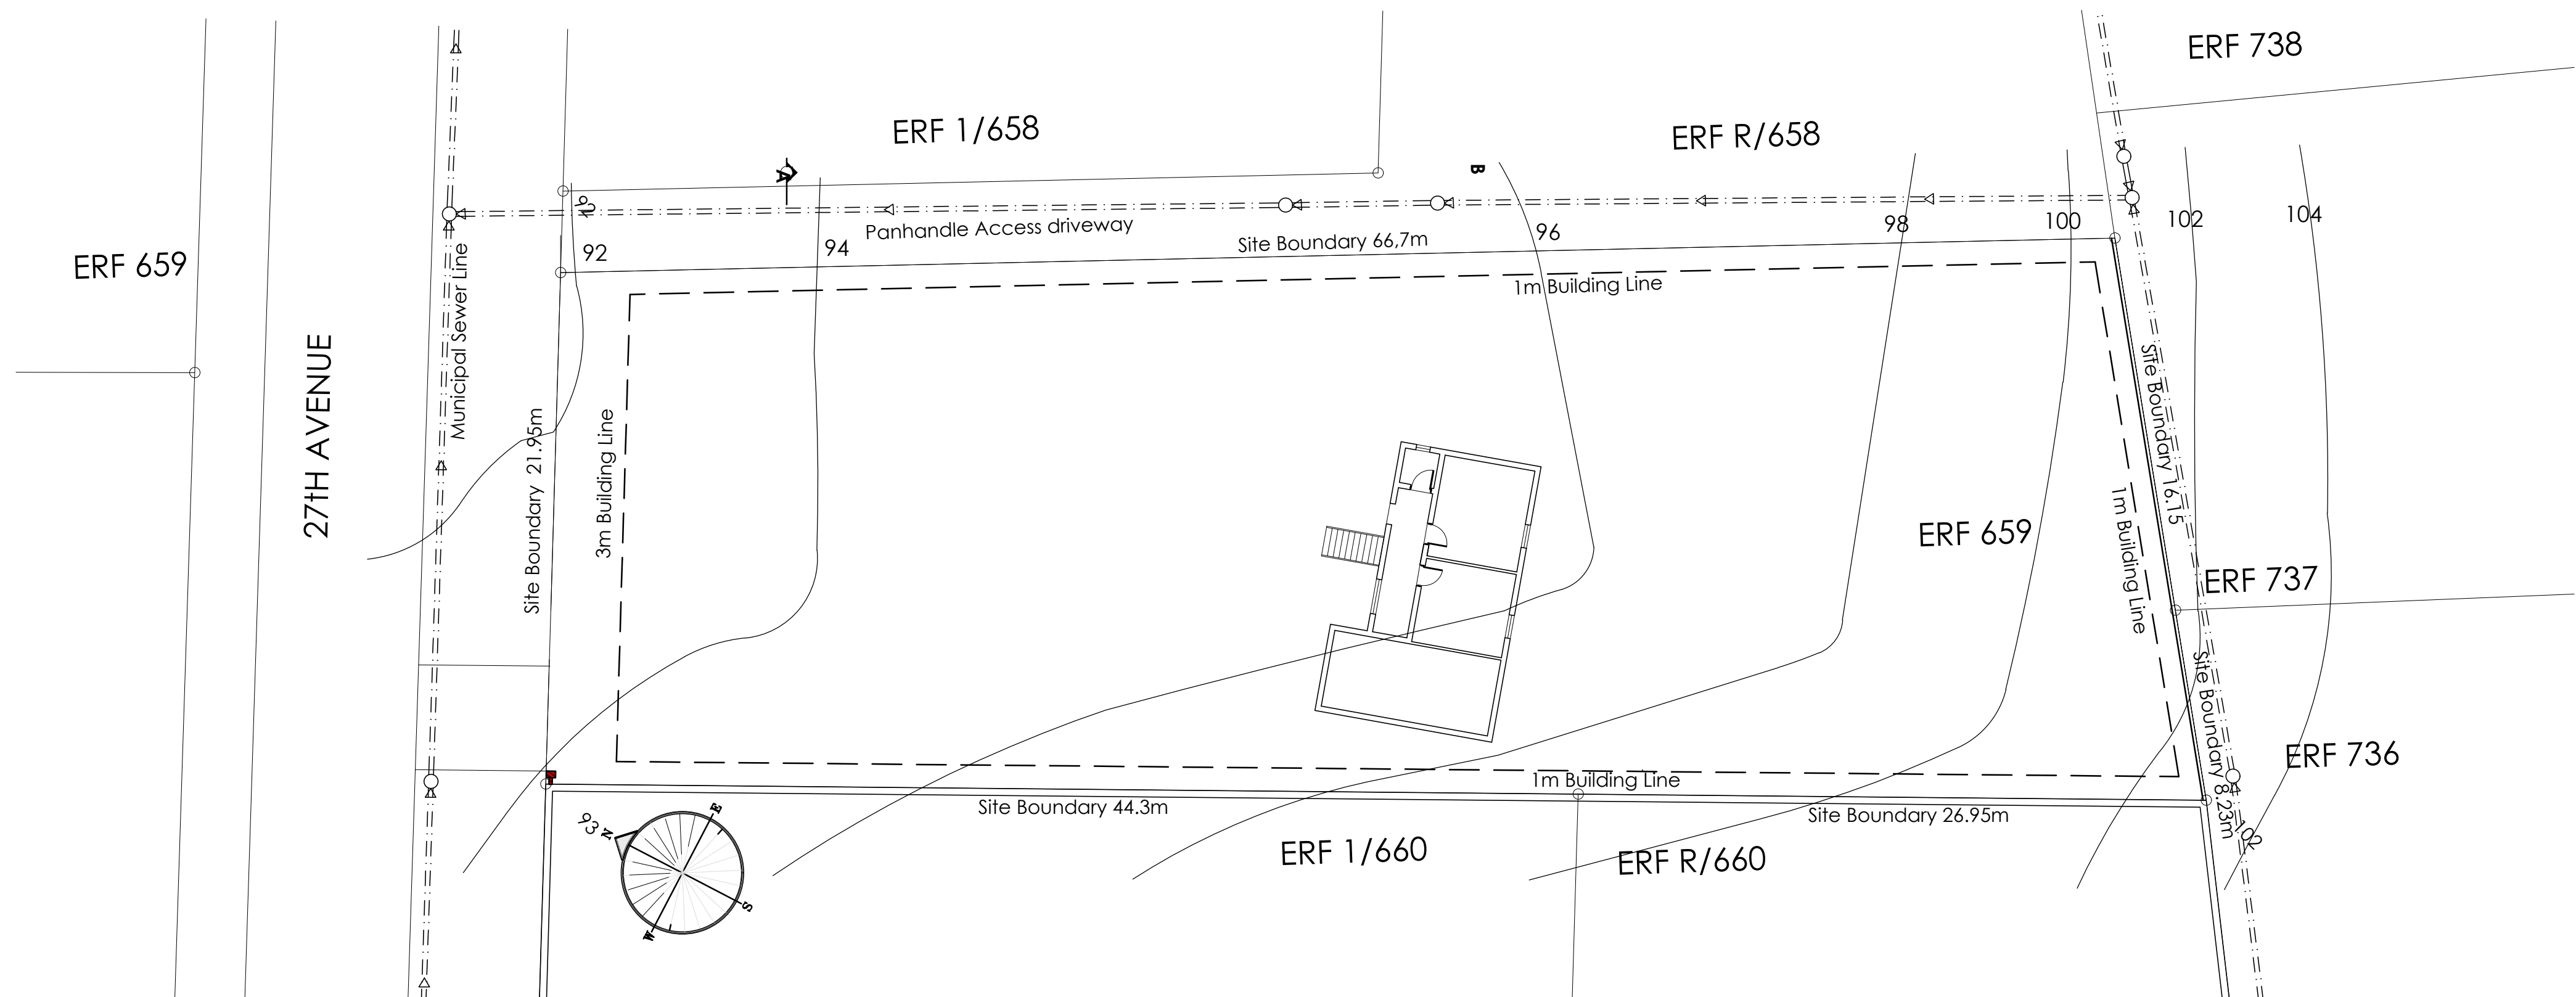 ERF 738
ERF 1/658
ERF R/658
A
B
92
Panhandle Access driveway
Site Boundary 66,7m
92
94
96
98
100
102
104
ERF 659
Municipal Sewer Line
1m Building Line
27tH AVENUE
Site Boundary 21.95m
3m Building Line
Site Boundary 16.15
1m Building Line
ERF 659
ERF 737
Site Boundary 8.23m
ERF 736
1m Building Line
Site Boundary 44.3m
Site Boundary 26.95m
93
N
E
S
W
102
ERF 1/660
ERF R/660